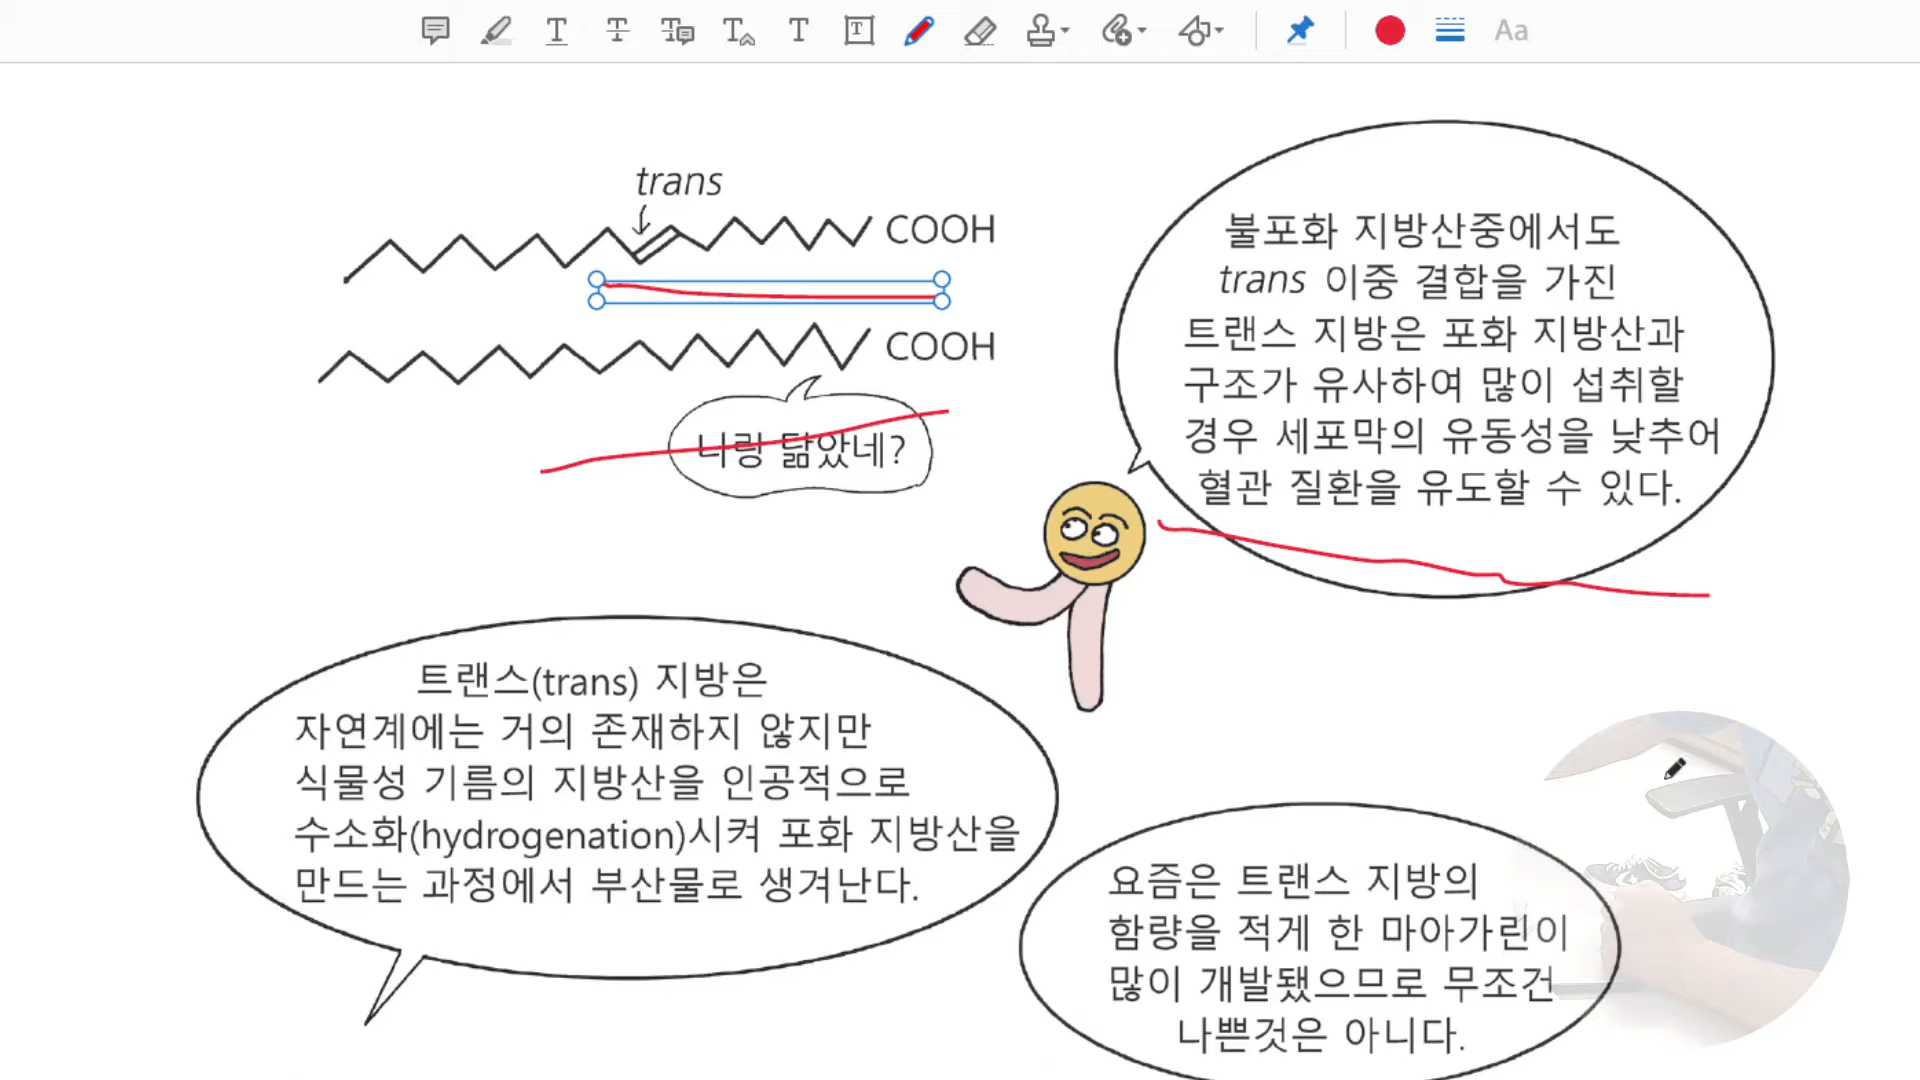 Aa
trans
COOH
COOH
나랑 닮았네?
불포화 지방산중에서도
trans 이중 결합을 가진
트랜스 지방은 포화 지방산과
구조가 유사하여 많이 섭취할
경우 세포막의 유동성을 낮추어
혈관 질환을 유도할 수 있다.
트랜스(trans) 지방은
자연계에는 거의 존재하지 않지만
식물성 기름의 지방산을 인공적으로
수소화(hydrogenation)시켜 포화 지방산을
만드는 과정에서 부산물로 생겨난다.
요즘은 트랜스 지방의
함량을 적게 한 마아가린이
많이 개발됐으므로 무조건
나쁜것은 아니다.